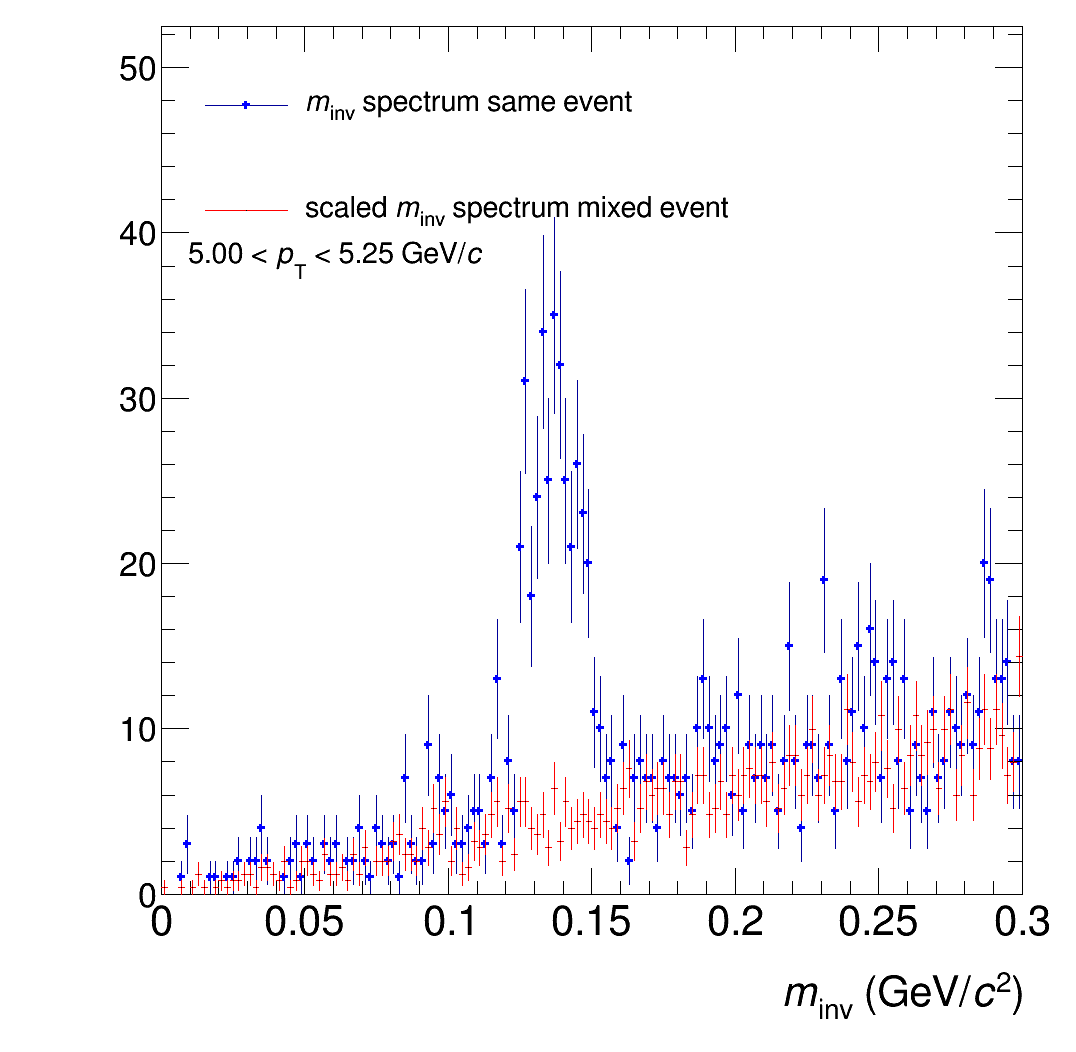 50
m_inv spectrum same event
scaled m_inv spectrum mixed event
40
5.00 < p_T < 5.25 GeV/c
30
20
10
0
0 0.05 0.1 0.15 0.2 0.25 0.3
m_inv (GeV/c²)